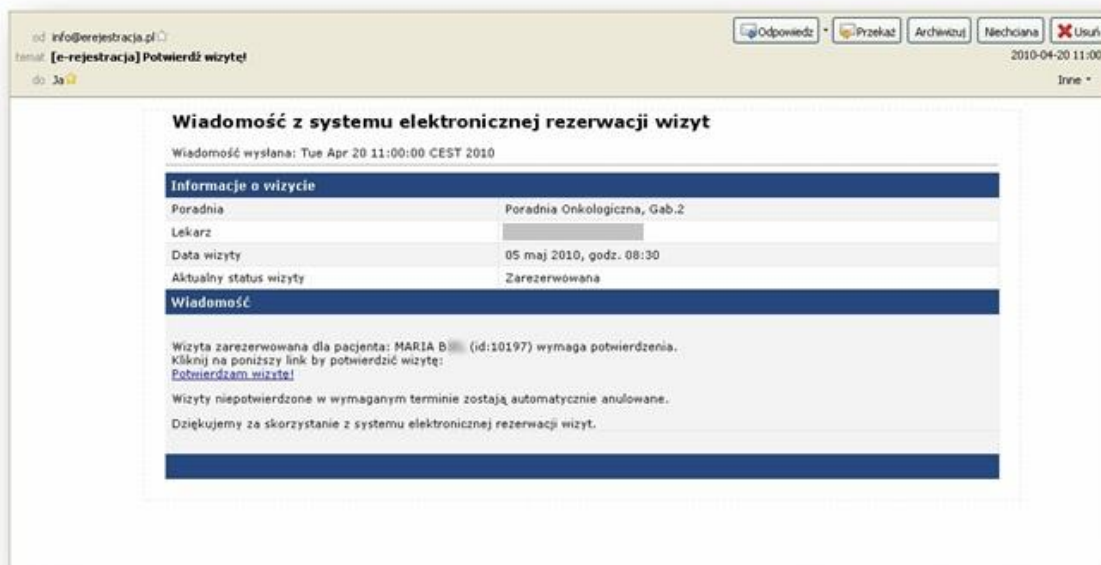 od info@erejestracja.pl
temat [e-rejestracja] Potwierdź wizytę!
do Ja
Odpowiedz Przekaż Archiwizuj Niechciana Usuń
2010-04-20 11:00
Inne
Wiadomość z systemu elektronicznej rezerwacji wizyt
Wiadomość wysłana: Tue Apr 20 11:00:00 CEST 2010
Informacje o wizycie
Poradnia Poradnia Onkologiczna, Gab.2
Lekarz
Data wizyty 05 maj 2010, godz. 08:30
Aktualny status wizyty Zarezerwowana
Wiadomość
Wizyta zarezerwowana dla pacjenta: MARIA B (id:10197) wymaga potwierdzenia.
Kliknij na poniższy link by potwierdzić wizytę:
Potwierdzam wizytę!
Wizyty niepotwierdzone w wymaganym terminie zostają automatycznie anulowane.
Dziękujemy za skorzystanie z systemu elektronicznej rezerwacji wizyt.